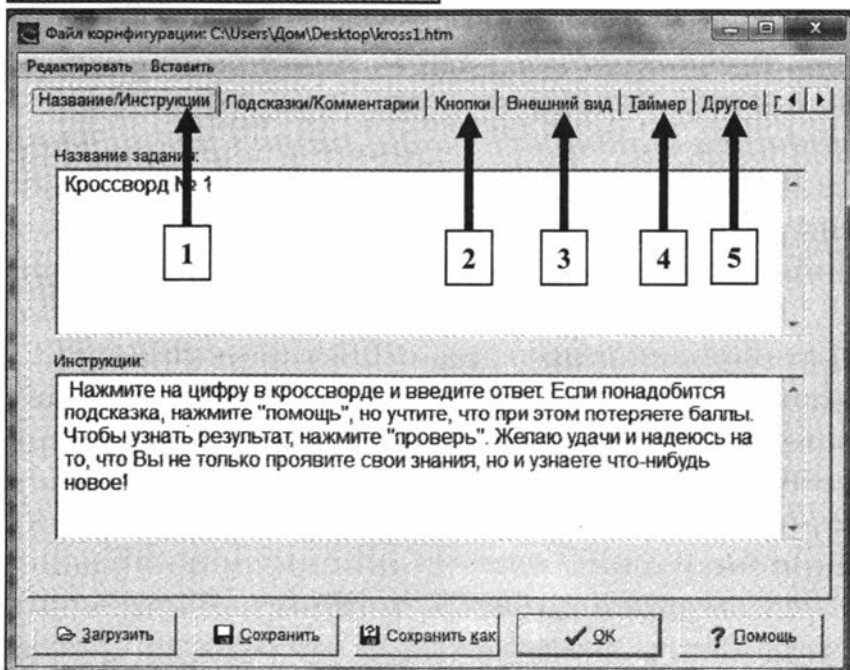 Файл корнфигурации: C:\Users\Дом\Desktop\kross1.htm
Редактировать Вставить
Название/Инструкции Подсказки/Комментарии Кнопки Внешний вид Таймер Другое
Название задания:
Кроссворд № 1
1 2 3 4 5
Инструкции:
Нажмите на цифру в кроссворде и введите ответ. Если понадобится
подсказка, нажмите "помощь", но учтите, что при этом потеряете баллы.
Чтобы узнать результат, нажмите "проверь". Желаю удачи и надеюсь на
то, что Вы не только проявите свои знания, но и узнаете что-нибудь
новое!
Загрузить Сохранить Сохранить как OK Помощь